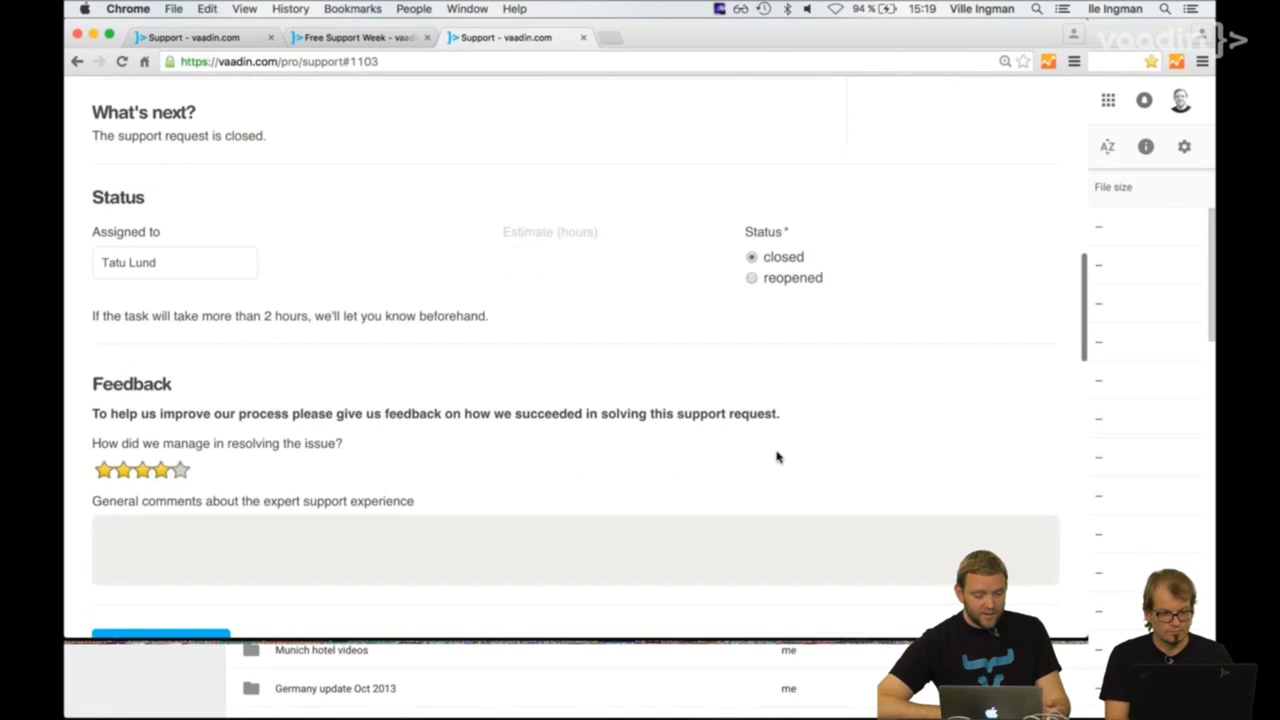 Chrome File Edit View History Bookmarks People Window Help 94 % 15:19 Ville Ingman lle Ingman
Support - vaadin.com Free Support Week - vaadi Support - vaadin.com
vaadin}>
https://vaadin.com/pro/support#1103
What's next?
The support request is closed.
File size
Status
Assigned to Estimate (hours) Status*
Tatu Lund closed
reopened
If the task will take more than 2 hours, we'll let you know beforehand.
Feedback
To help us improve our process please give us feedback on how we succeeded in solving this support request.
How did we manage in resolving the issue?
General comments about the expert support experience
Munich hotel videos me
Germany update Oct 2013 me